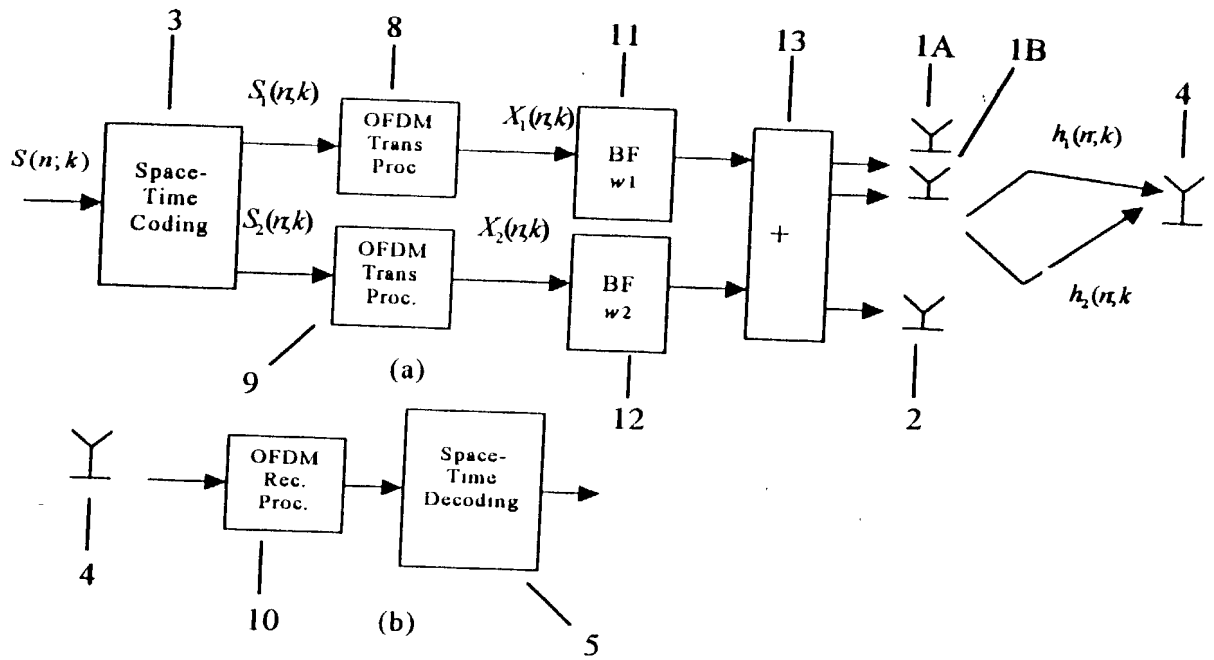 3
8
11
13
1A
1B
4
S(n; k)
Space-
Time
Coding
S₁(n,k)
OFDM
Trans
Proc
X₁(n,k)
BF
w1
h₁(n,k)
S₂(n,k)
OFDM
Trans
Proc.
X₂(n,k)
BF
w2
+
h₂(n,k
9
(a)
12
2
4
OFDM
Rec.
Proc.
Space-
Time
Decoding
10
(b)
5